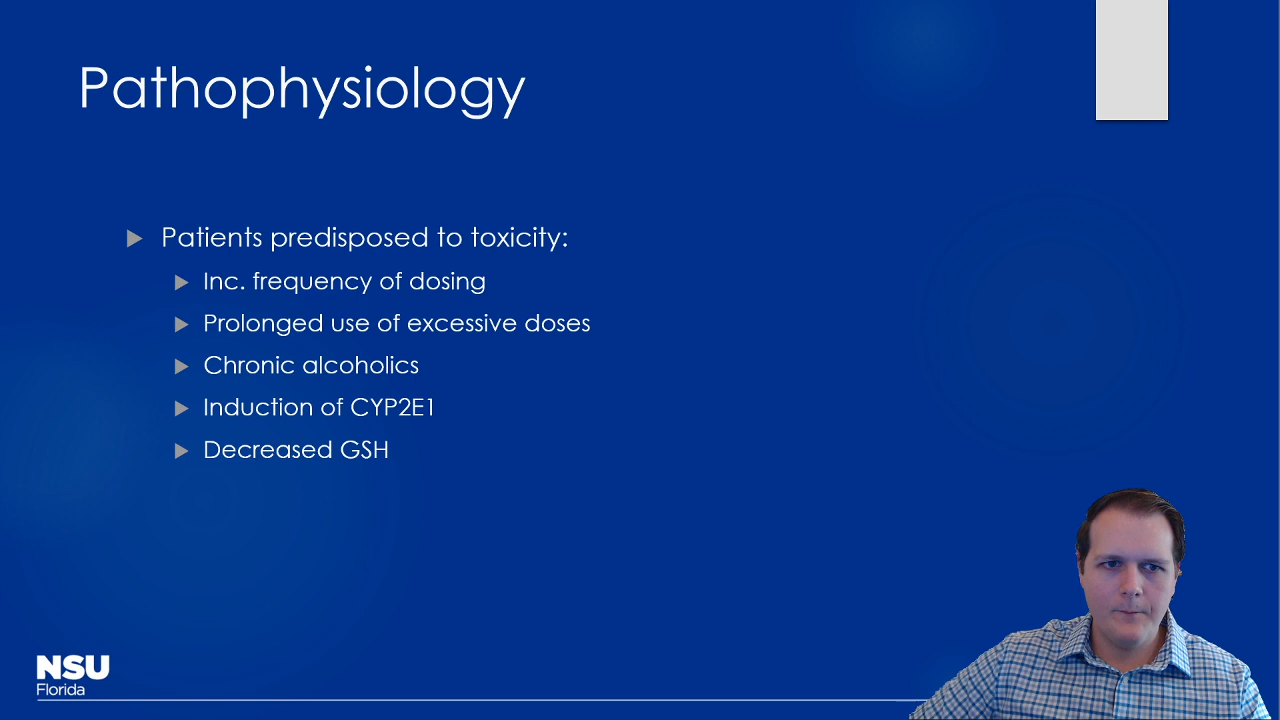 Pathophysiology
Patients predisposed to toxicity:
Inc. frequency of dosing
Prolonged use of excessive doses
Chronic alcoholics
Induction of CYP2E1
Decreased GSH
NSU
Florida